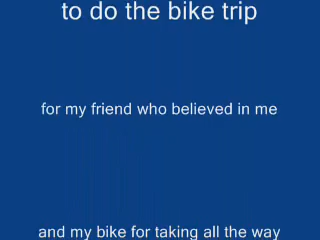 to do the bike trip
for my friend who believed in me
and my bike for taking all the way